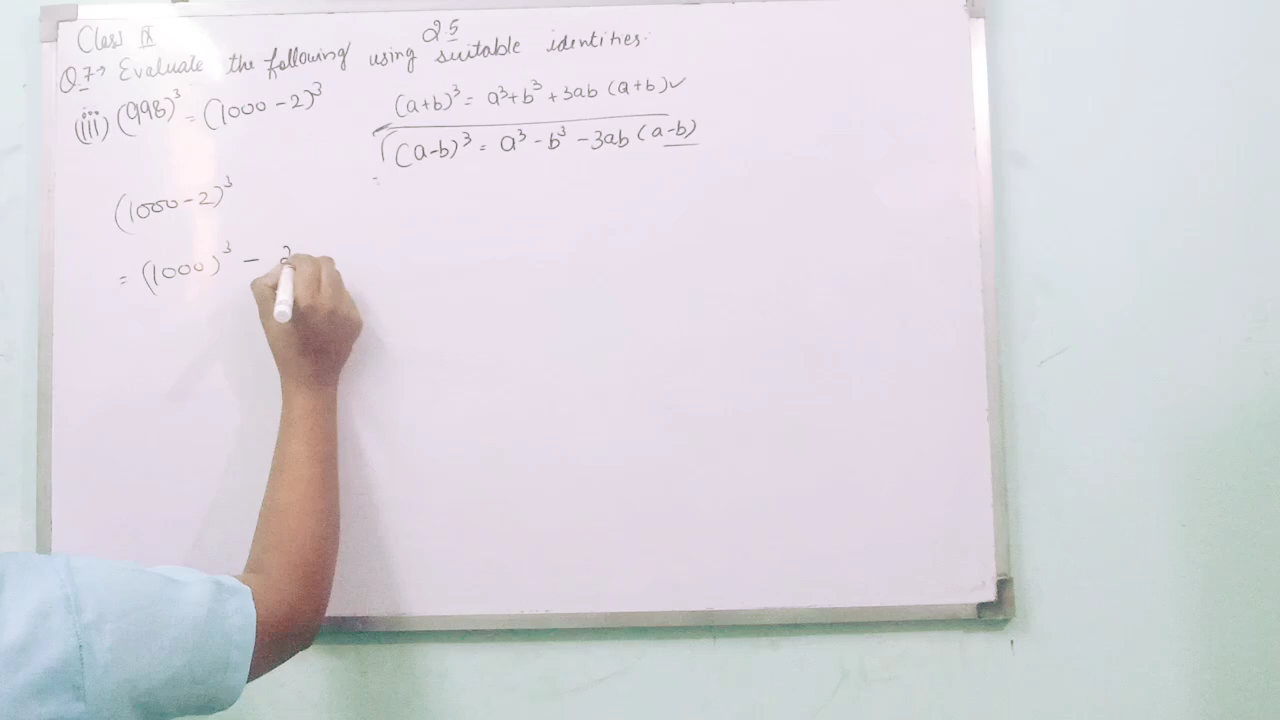 Class IX
2.5
Q.7→ Evaluate the following using suitable identities.
(iii) (998)³ = (1000 - 2)³
(a+b)³ = a³+b³ +3ab (a+b) ✓
(a-b)³ = a³ - b³ - 3ab (a-b)
(1000 - 2)³
= (1000)³ - 2